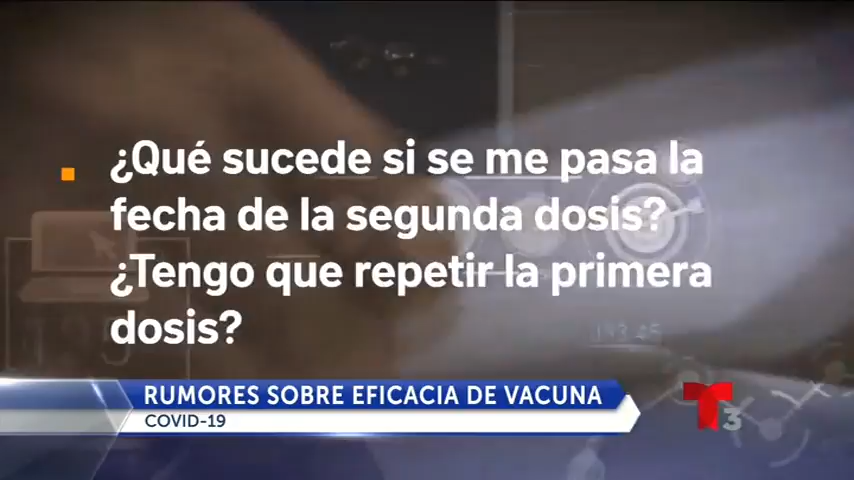 ¿Qué sucede si se me pasa la
fecha de la segunda dosis?
¿Tengo que repetir la primera
dosis?
RUMORES SOBRE EFICACIA DE VACUNA
COVID-19
T3